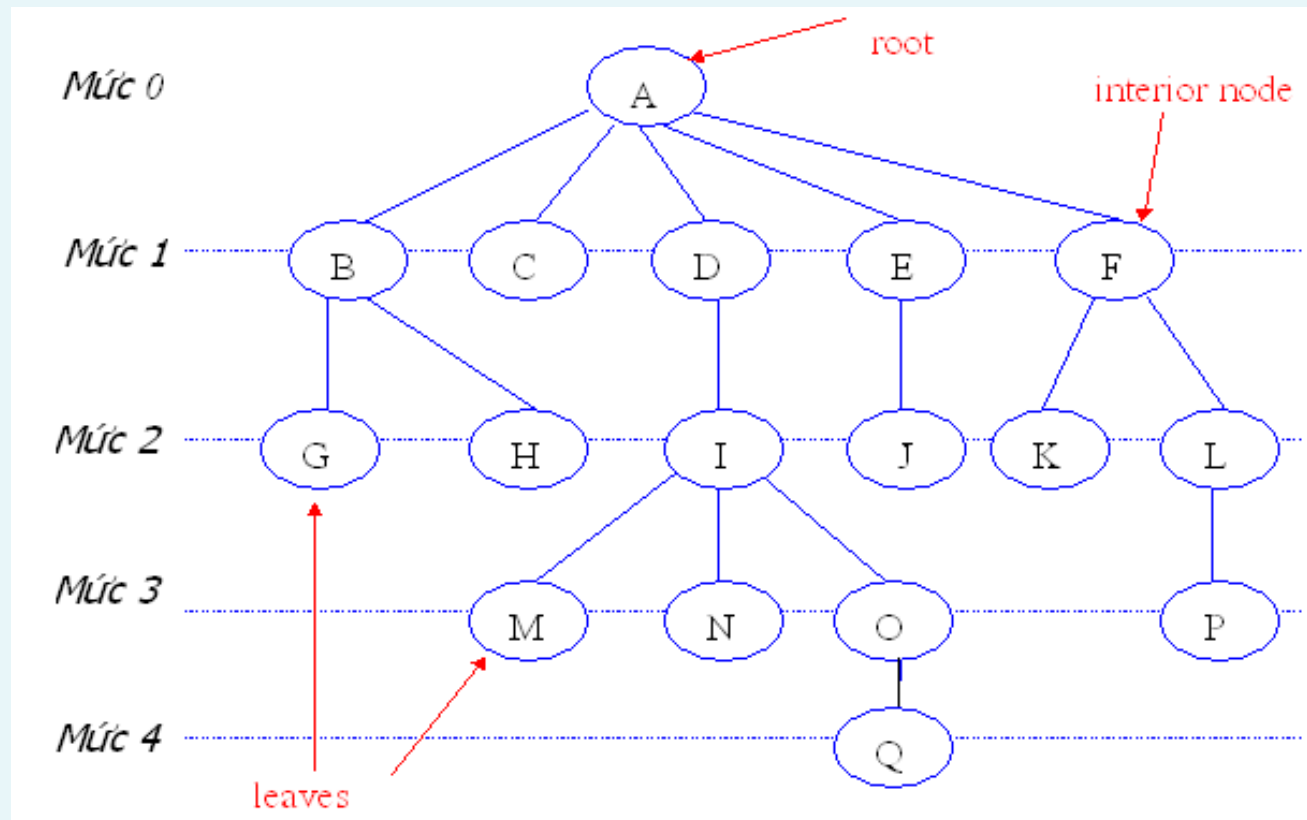 root
Mức 0
A
interior node
Mức 1
B C D E F
Mức 2
G H I J K L
Mức 3
M N O P
Mức 4
Q
leaves